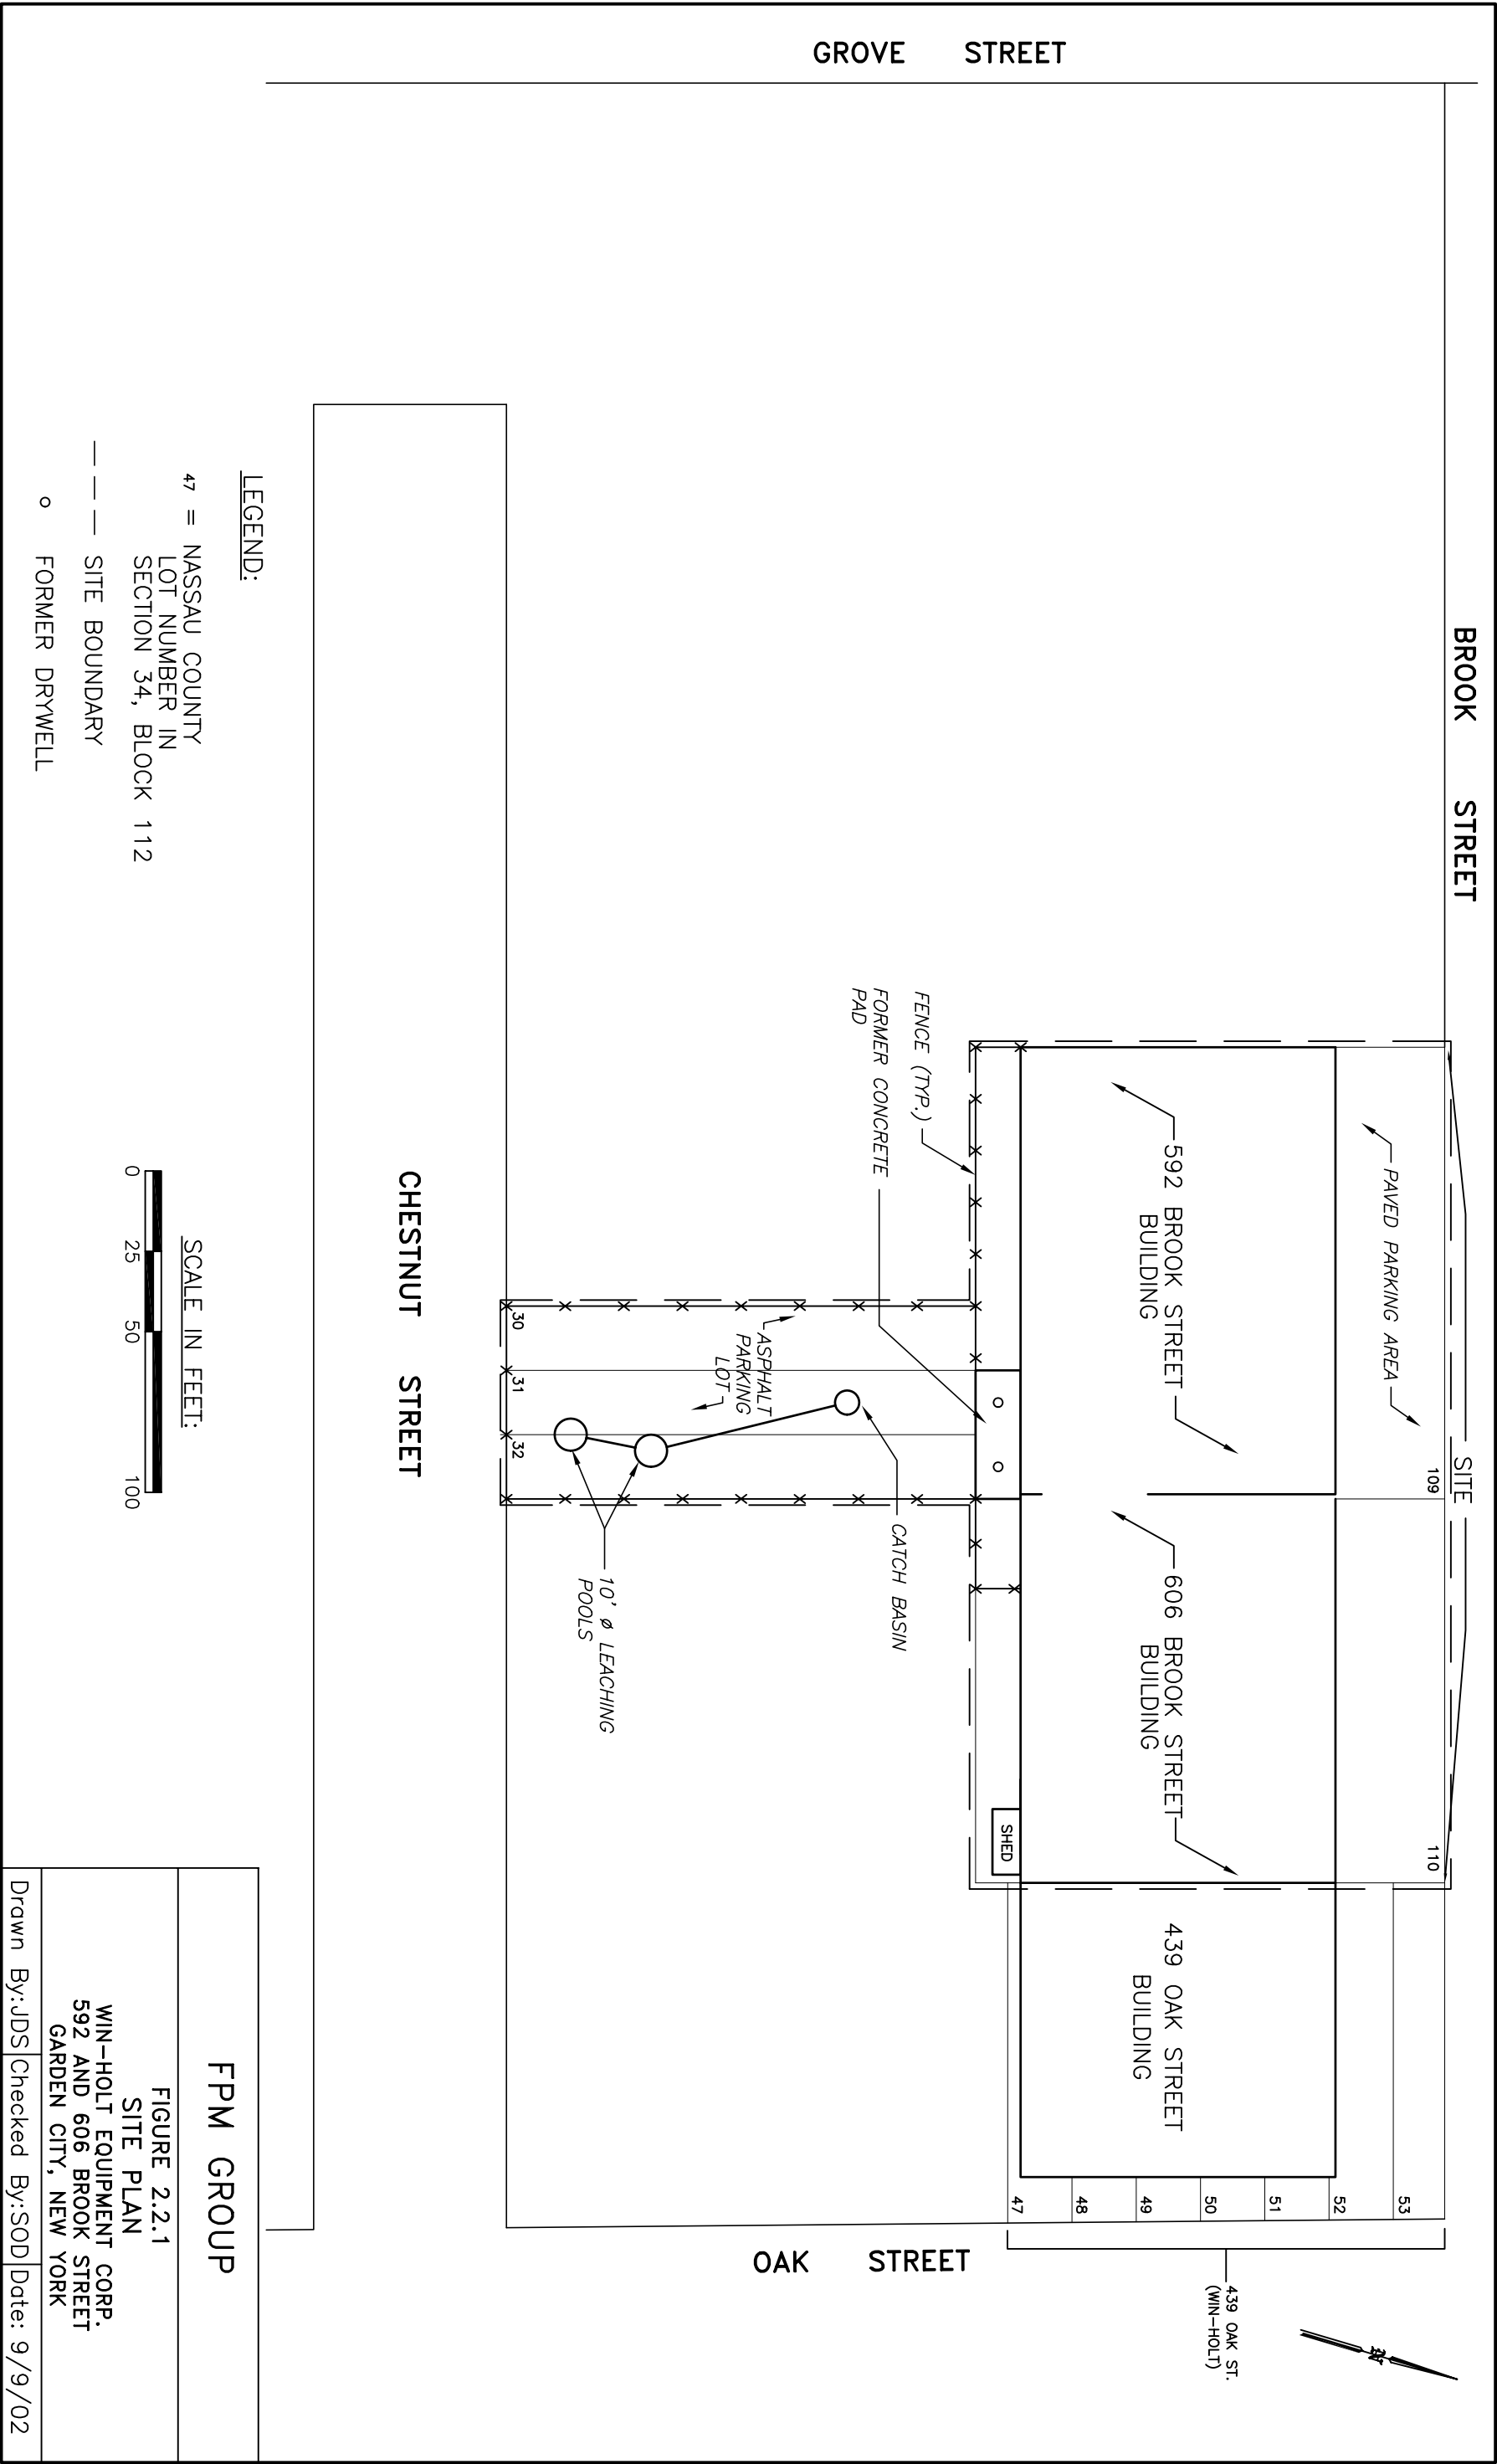 BROOK STREET
GROVE STREET
SITE
109
110
PAVED PARKING AREA
592 BROOK STREET
BUILDING
606 BROOK STREET
BUILDING
439 OAK STREET
BUILDING
53
52
51
50
49
48
47
439 OAK ST.
(WIN-HOLT)
SHED
FENCE (TYP.)
FORMER CONCRETE
PAD
CATCH BASIN
ASPHALT
PARKING
LOT
10' Ø LEACHING
POOLS
30
31
32
OAK STREET
CHESTNUT STREET
LEGEND:
47 = NASSAU COUNTY
LOT NUMBER IN
SECTION 34, BLOCK 112
SITE BOUNDARY
FORMER DRYWELL
SCALE IN FEET:
0 25 50 100
FPM GROUP
FIGURE 2.2.1
SITE PLAN
WIN-HOLT EQUIPMENT CORP.
592 AND 606 BROOK STREET
GARDEN CITY, NEW YORK
Drawn By:JDS Checked By:SOD Date: 9/9/02